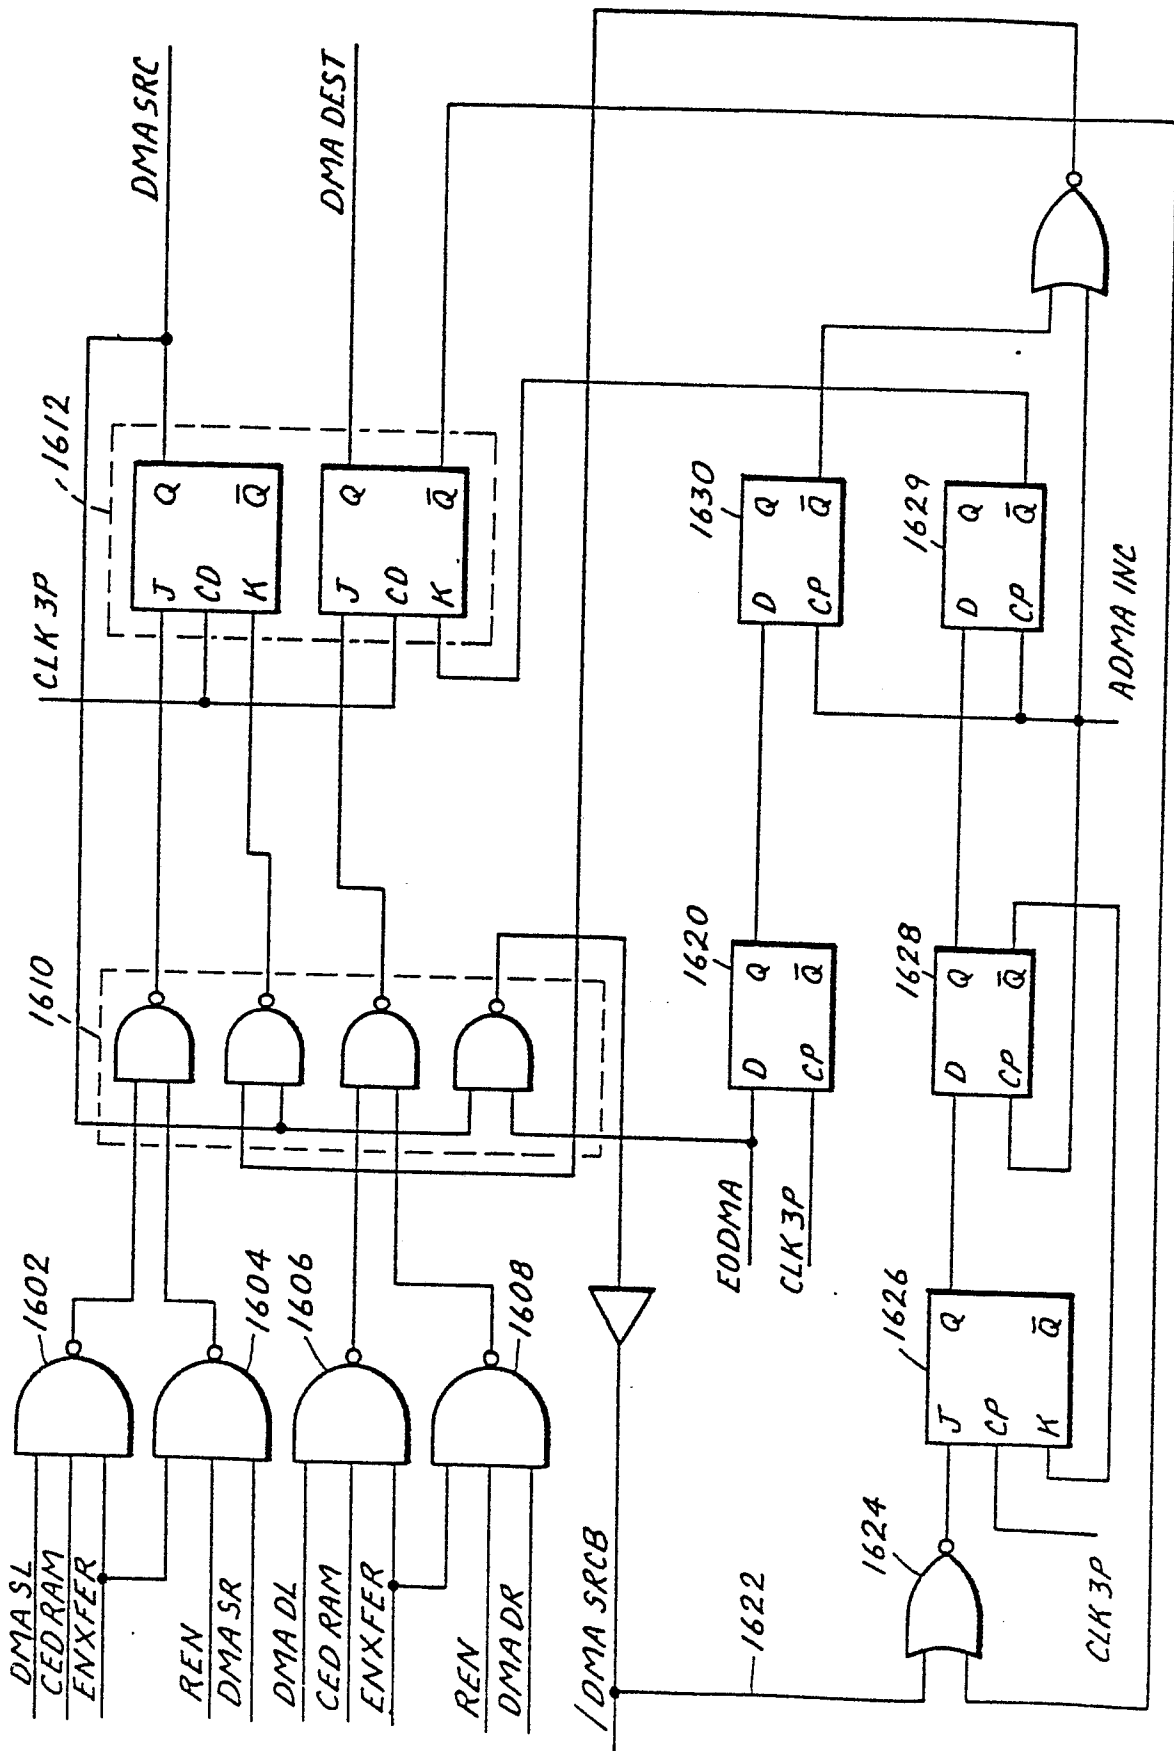 DMA SRC
DMA DEST
1612
CLK 3P
J
CD
K
Q
Q̅
J
CD
K
Q
Q̅
1610
1602
1604
1606
1608
DMA SL
CED RAM
ENXFER
REN
DMA SR
DMA DL
CED RAM
ENXFER
REN
DMA DR
/DMA SRCB
1622
EODMA
CLK 3P
1620
D
CP
Q
Q̅
1630
D
CP
Q
Q̅
1624
CLK 3P
1626
J
CP
K
Q
Q̅
1628
D
CP
Q
Q̅
1629
D
CP
Q
Q̅
ADMA INC